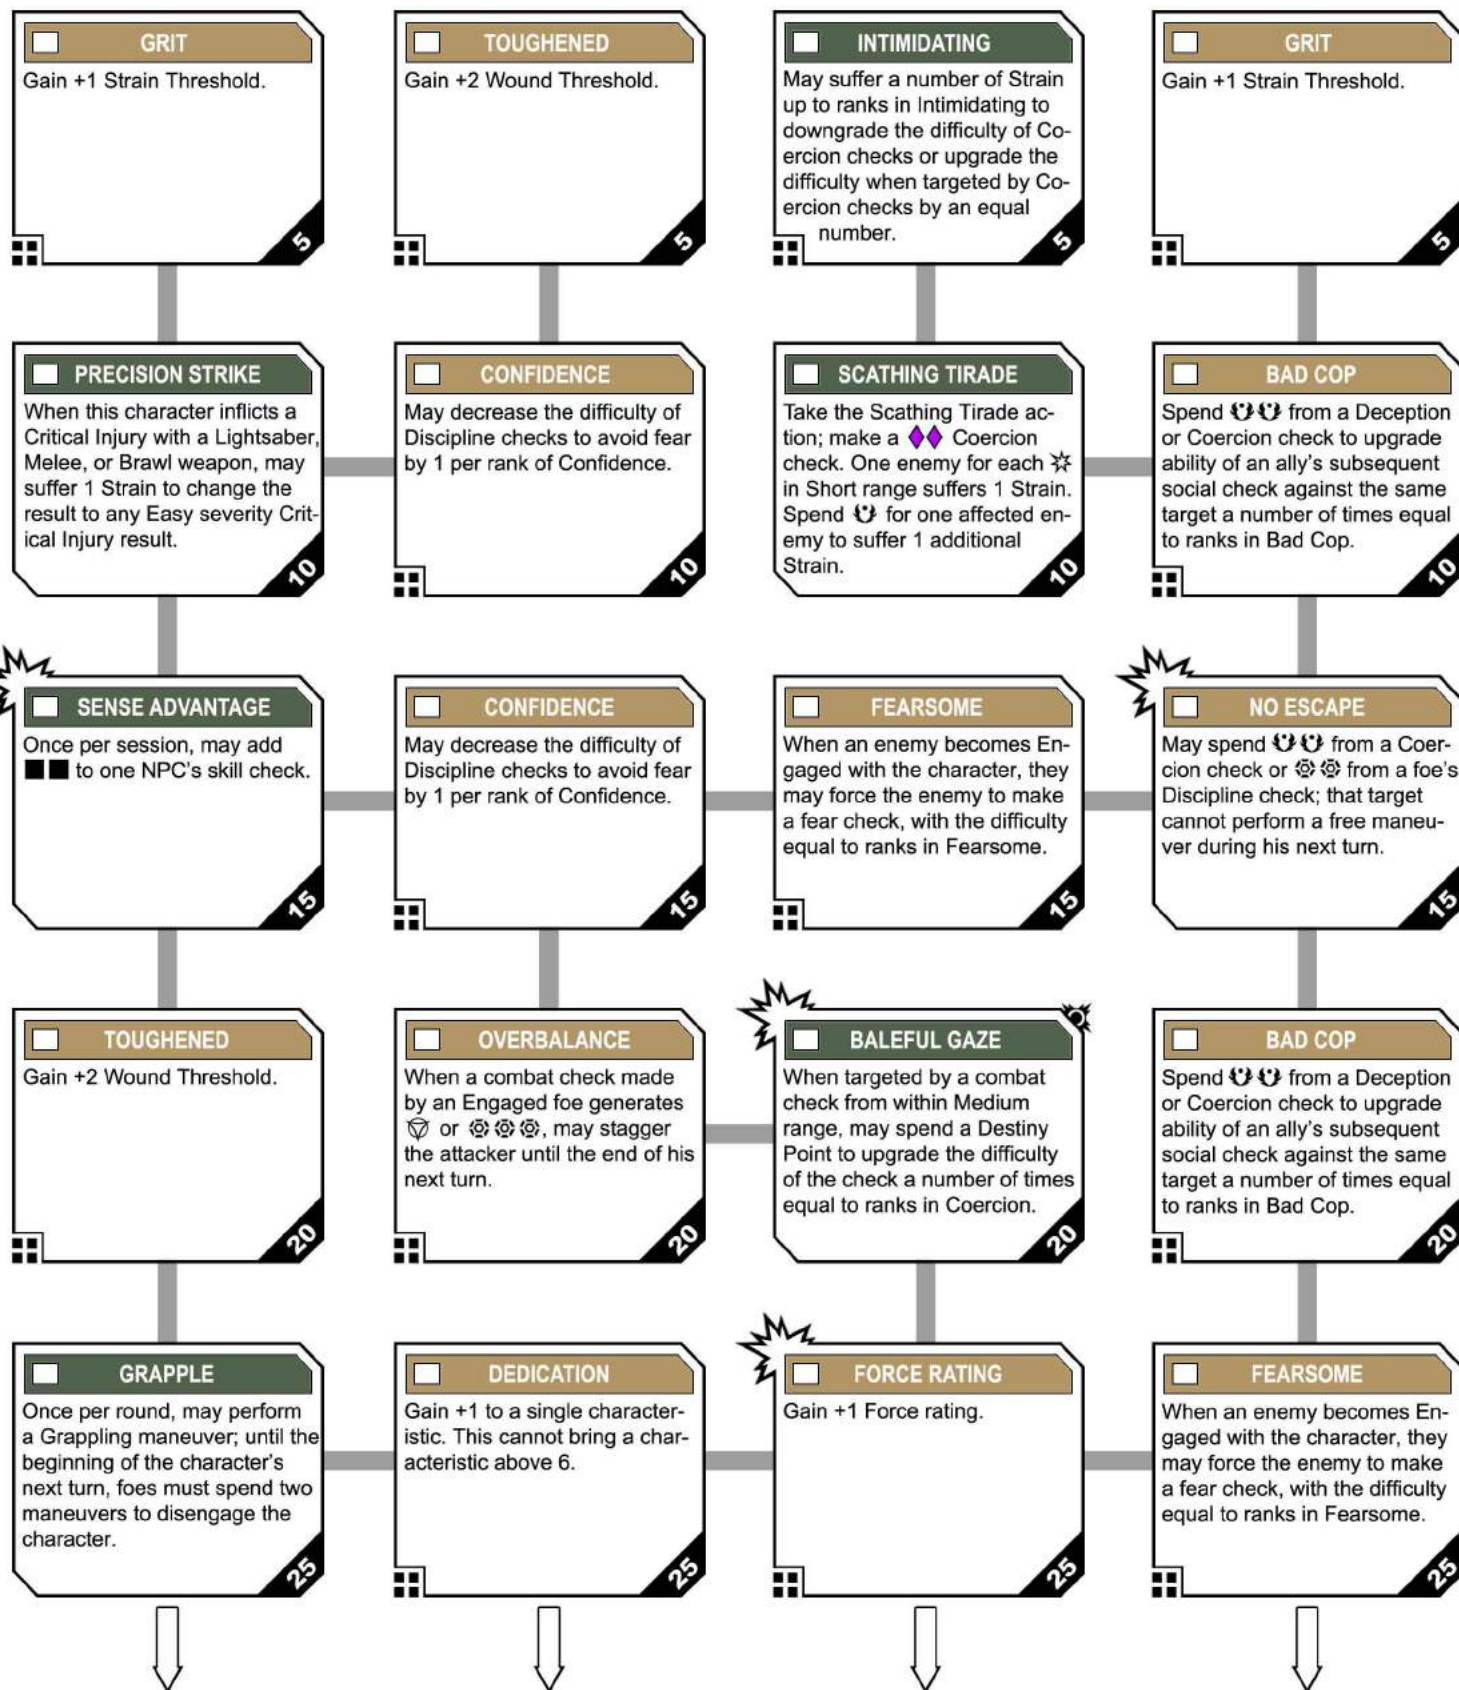 GRIT
Gain +1 Strain Threshold.
5
TOUGHENED
Gain +2 Wound Threshold.
5
INTIMIDATING
May suffer a number of Strain
up to ranks in Intimidating to
downgrade the difficulty of Co-
ercion checks or upgrade the
difficulty when targeted by Co-
ercion checks by an equal
number.
5
GRIT
Gain +1 Strain Threshold.
5
PRECISION STRIKE
When this character inflicts a
Critical Injury with a Lightsaber,
Melee, or Brawl weapon, may
suffer 1 Strain to change the
result to any Easy severity Crit-
ical Injury result.
10
CONFIDENCE
May decrease the difficulty of
Discipline checks to avoid fear
by 1 per rank of Confidence.
10
SCATHING TIRADE
Take the Scathing Tirade ac-
tion; make a Coercion
check. One enemy for each
in Short range suffers 1 Strain.
Spend for one affected en-
emy to suffer 1 additional
Strain.
10
BAD COP
Spend from a Deception
or Coercion check to upgrade
ability of an ally's subsequent
social check against the same
target a number of times equal
to ranks in Bad Cop.
10
SENSE ADVANTAGE
Once per session, may add
to one NPC's skill check.
15
CONFIDENCE
May decrease the difficulty of
Discipline checks to avoid fear
by 1 per rank of Confidence.
15
FEARSOME
When an enemy becomes En-
gaged with the character, they
may force the enemy to make
a fear check, with the difficulty
equal to ranks in Fearsome.
15
NO ESCAPE
May spend from a Coer-
cion check or from a foe's
Discipline check; that target
cannot perform a free maneu-
ver during his next turn.
15
TOUGHENED
Gain +2 Wound Threshold.
20
OVERBALANCE
When a combat check made
by an Engaged foe generates
or , may stagger
the attacker until the end of his
next turn.
20
BALEFUL GAZE
When targeted by a combat
check from within Medium
range, may spend a Destiny
Point to upgrade the difficulty
of the check a number of times
equal to ranks in Coercion.
20
BAD COP
Spend from a Deception
or Coercion check to upgrade
ability of an ally's subsequent
social check against the same
target a number of times equal
to ranks in Bad Cop.
20
GRAPPLE
Once per round, may perform
a Grappling maneuver; until the
beginning of the character's
next turn, foes must spend two
maneuvers to disengage the
character.
25
DEDICATION
Gain +1 to a single character-
istic. This cannot bring a char-
acteristic above 6.
25
FORCE RATING
Gain +1 Force rating.
25
FEARSOME
When an enemy becomes En-
gaged with the character, they
may force the enemy to make
a fear check, with the difficulty
equal to ranks in Fearsome.
25